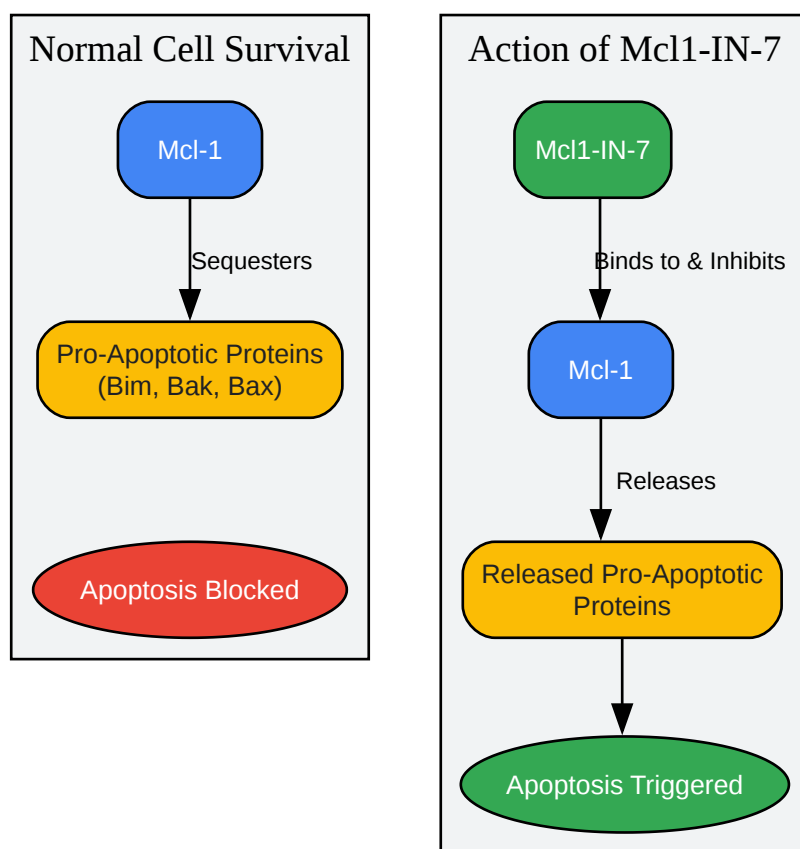 Normal Cell Survival
Mcl-1
Sequesters
Pro-Apoptotic Proteins
(Bim, Bak, Bax)
Apoptosis Blocked
Action of Mcl1-IN-7
Mcl1-IN-7
Binds to & Inhibits
Mcl-1
Releases
Released Pro-Apoptotic
Proteins
Apoptosis Triggered